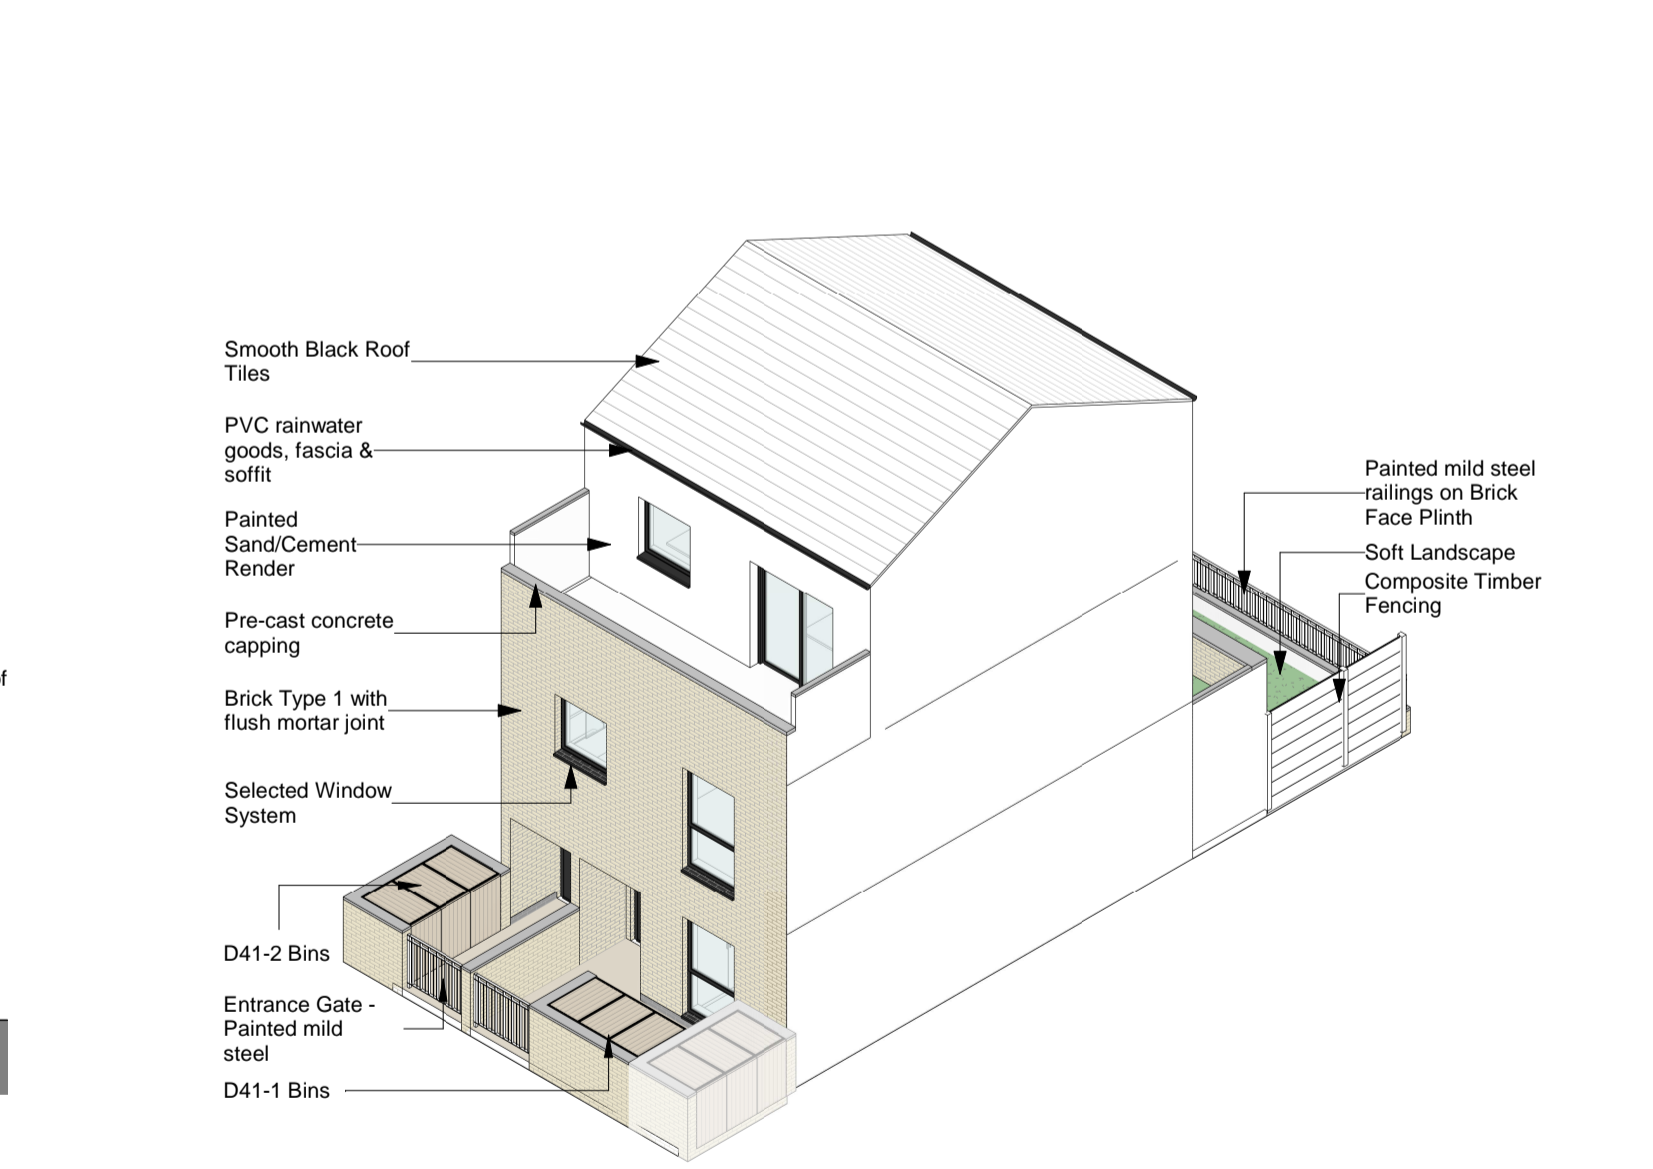 Smooth Black Roof
Tiles
PVC rainwater
goods, fascia &
soffit
Painted
Sand/Cement
Render
Pre-cast concrete
capping
Brick Type 1 with
flush mortar joint
Selected Window
System
D41-2 Bins
Entrance Gate -
Painted mild
steel
D41-1 Bins
Painted mild steel
railings on Brick
Face Plinth
Soft Landscape
Composite Timber
Fencing